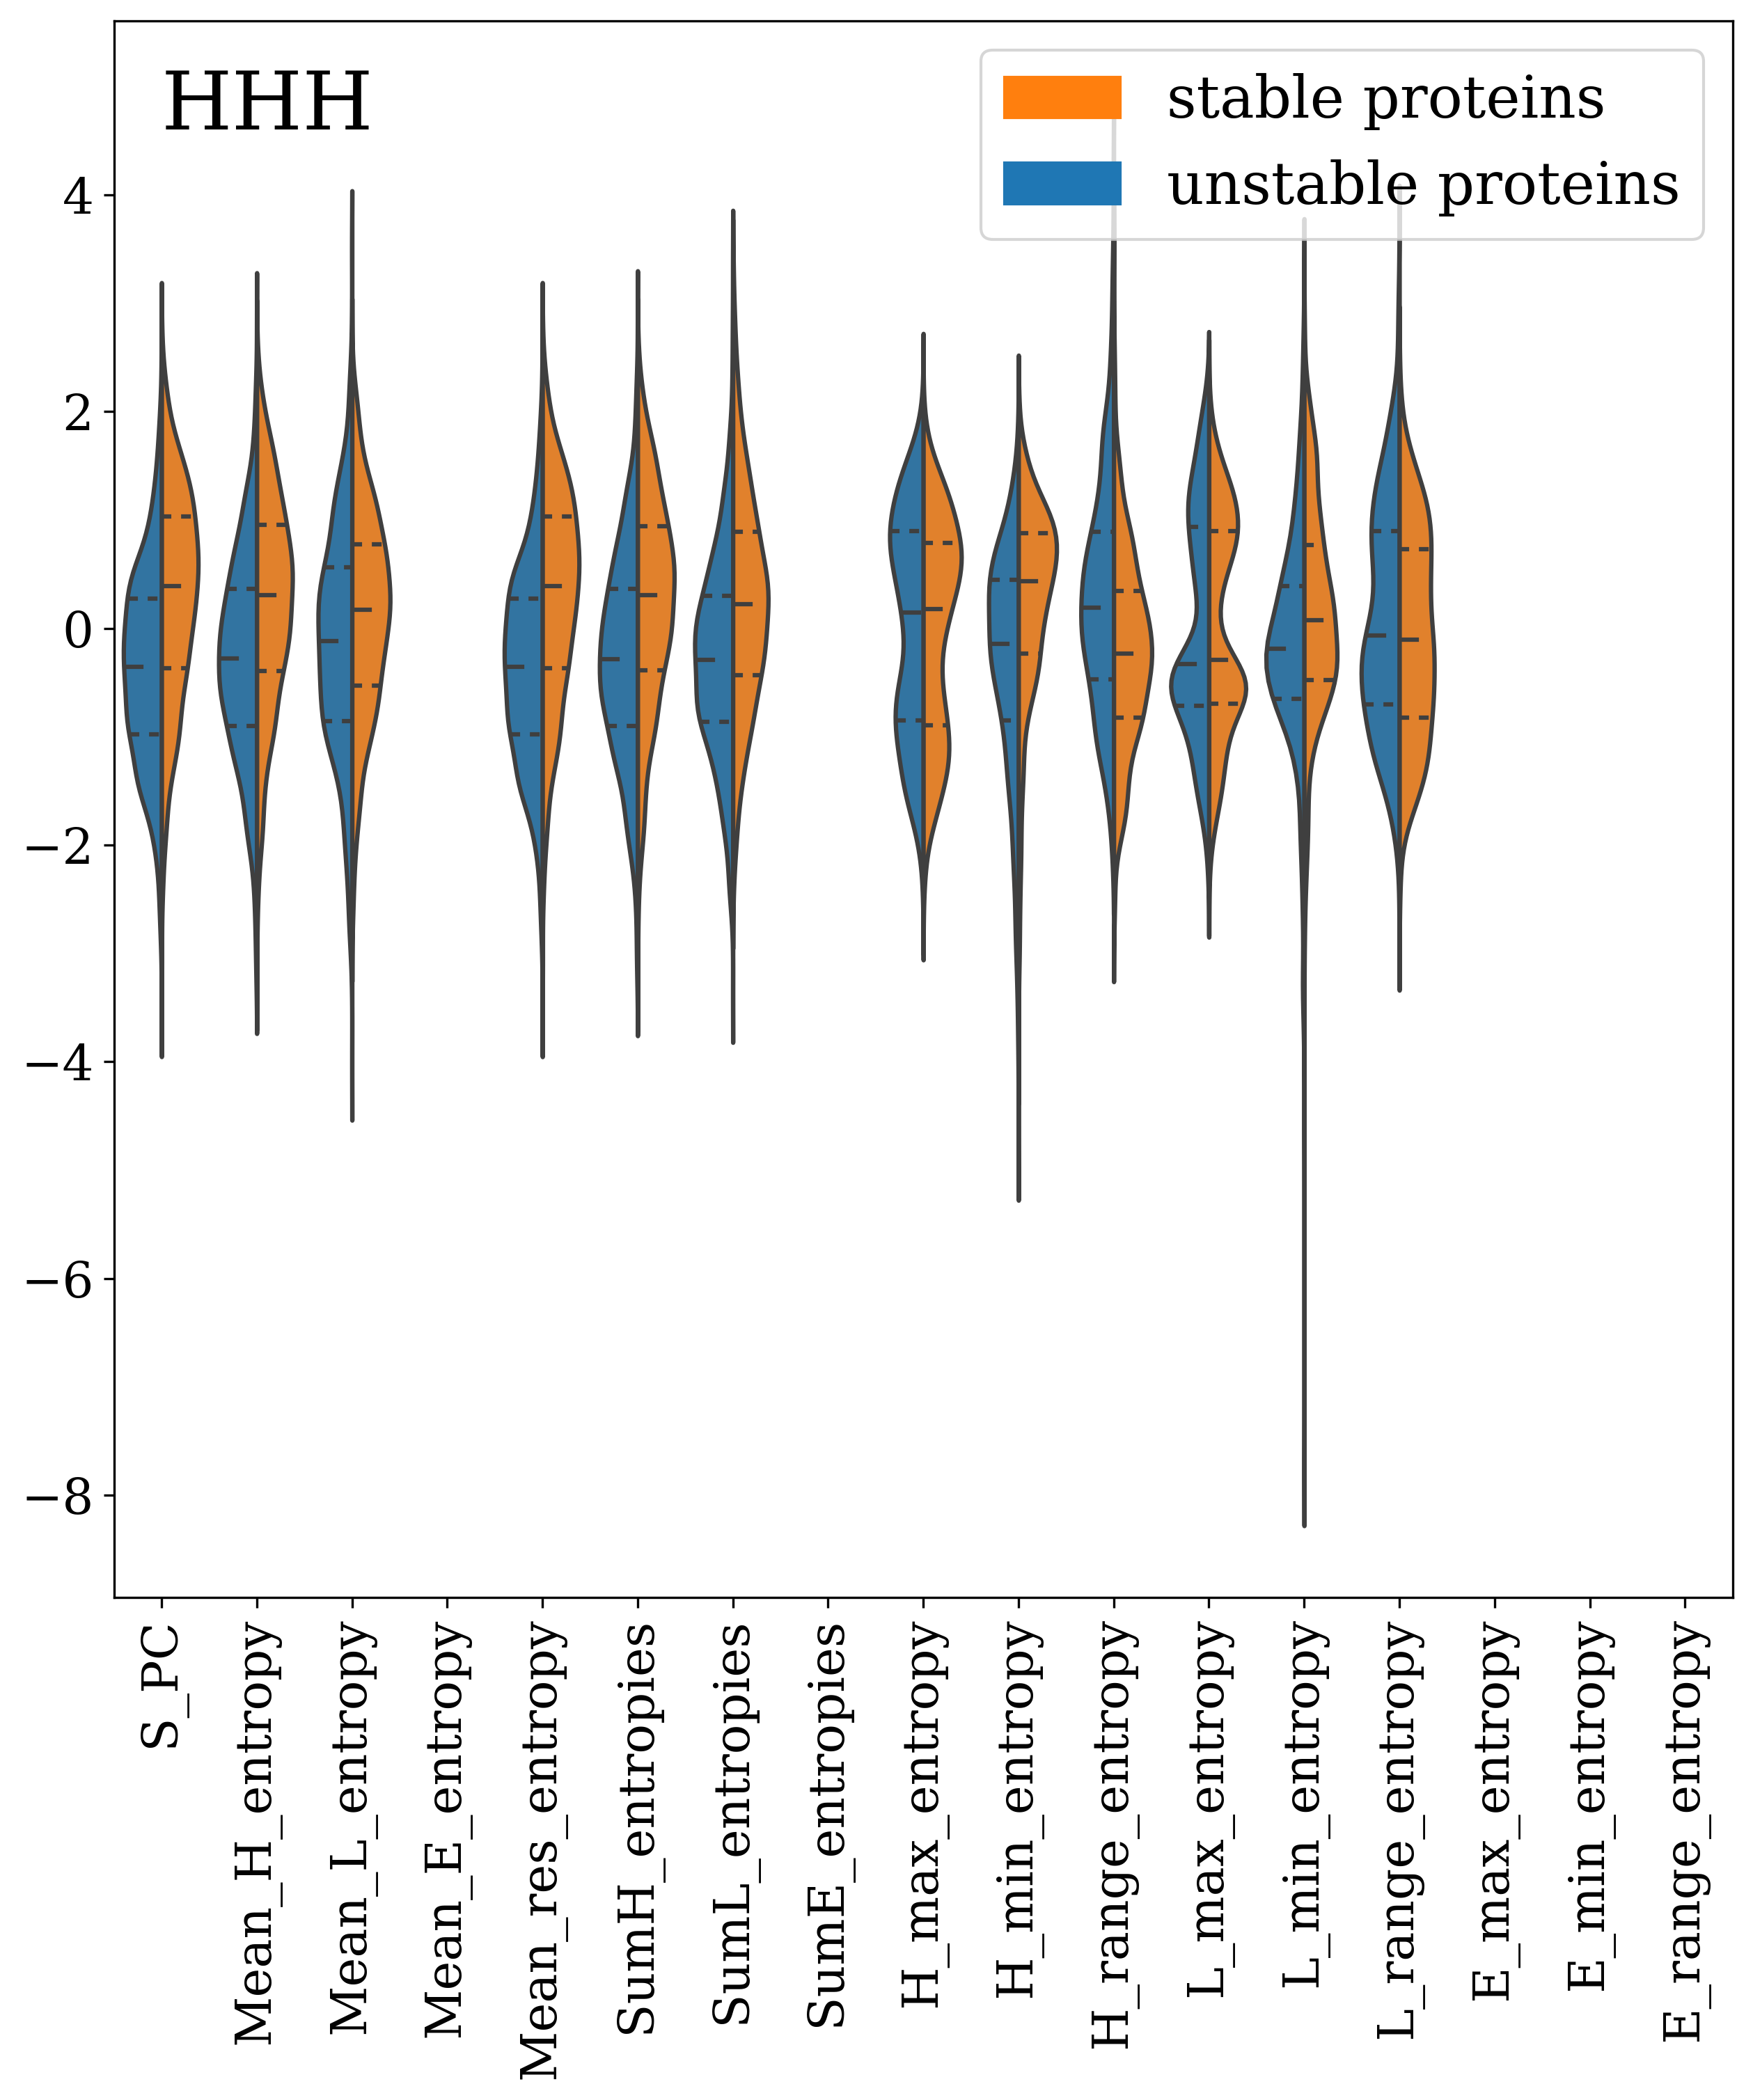 HHH
stable proteins
unstable proteins
4
2
0
−2
−4
−6
−8
S_PC
Mean_H_entropy
Mean_L_entropy
Mean_E_entropy
Mean_res_entropy
SumH_entropies
SumL_entropies
SumE_entropies
H_max_entropy
H_min_entropy
H_range_entropy
L_max_entropy
L_min_entropy
L_range_entropy
E_max_entropy
E_min_entropy
E_range_entropy